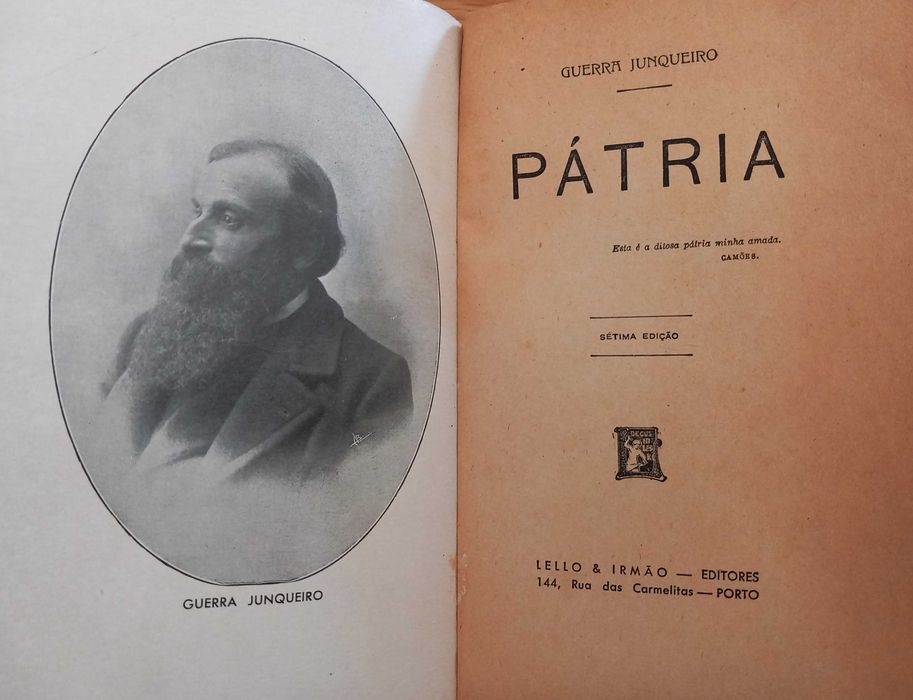 GUERRA JUNQUEIRO
GUERRA JUNQUEIRO
PÁTRIA
Esta é a ditosa pátria minha amada.
CAMÕES.
SÉTIMA EDIÇÃO
DECUS
LELLO & IRMÃO — EDITORES
144, Rua das Carmelitas — PORTO